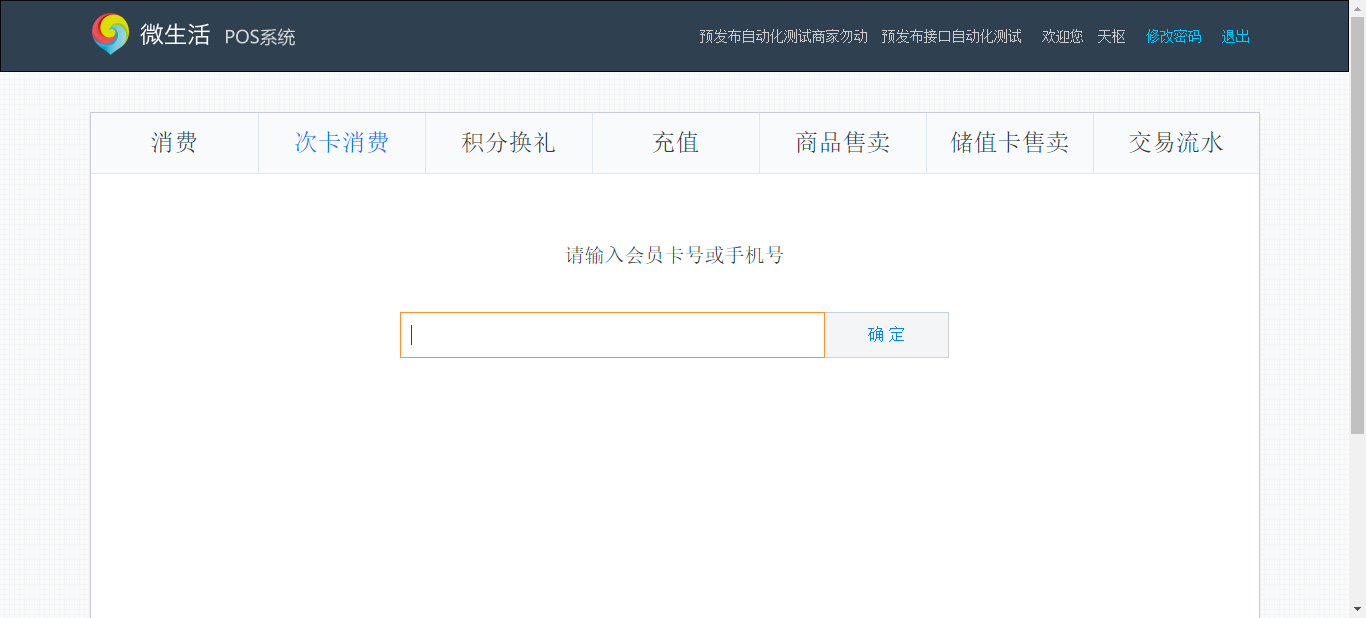 微生活 POS系统 预发布自动化测试商家勿动 预发布接口自动化测试 欢迎您 天枢 修改密码 退出
消费 次卡消费 积分换礼 充值 商品售卖 储值卡售卖 交易流水
请输入会员卡号或手机号
确 定